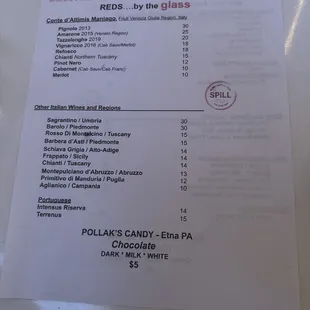 REDS....by the glass
Conte d'Attimis Maniago, Fruil Venezia Giulia Region, Italy
Pignolo 2013 30
Amarone 2015 (Veneto Region) 25
Tazzelenghe 2018 20
Vignaricco 2016 (Cab Sauv/Merlot) 18
Refosco 18
Chianti Northern Tuscany 15
Pinot Nero 12
Cabernet (Cab Sauv/Cab Franc) 10
Merlot 10
SPILL
Other Italian Wines and Regions
Sagrantino / Umbria 30
Barolo / Piedmonte 30
Rosso Di Montalcino / Tuscany 15
Barbera d'Asti / Piedmonte 15
Schiava Grigia / Alto-Adige 14
Frappato / Sicily 14
Chianti / Tuscany 14
Montepulciano d'Abruzzo / Abruzzo 13
Primitivo di Manduria / Puglia 12
Aglianico / Campania 10
Portuguese
Intensus Riserva 14
Terrenus 15
POLLAK'S CANDY - Etna PA
Chocolate
DARK * MILK * WHITE
$5